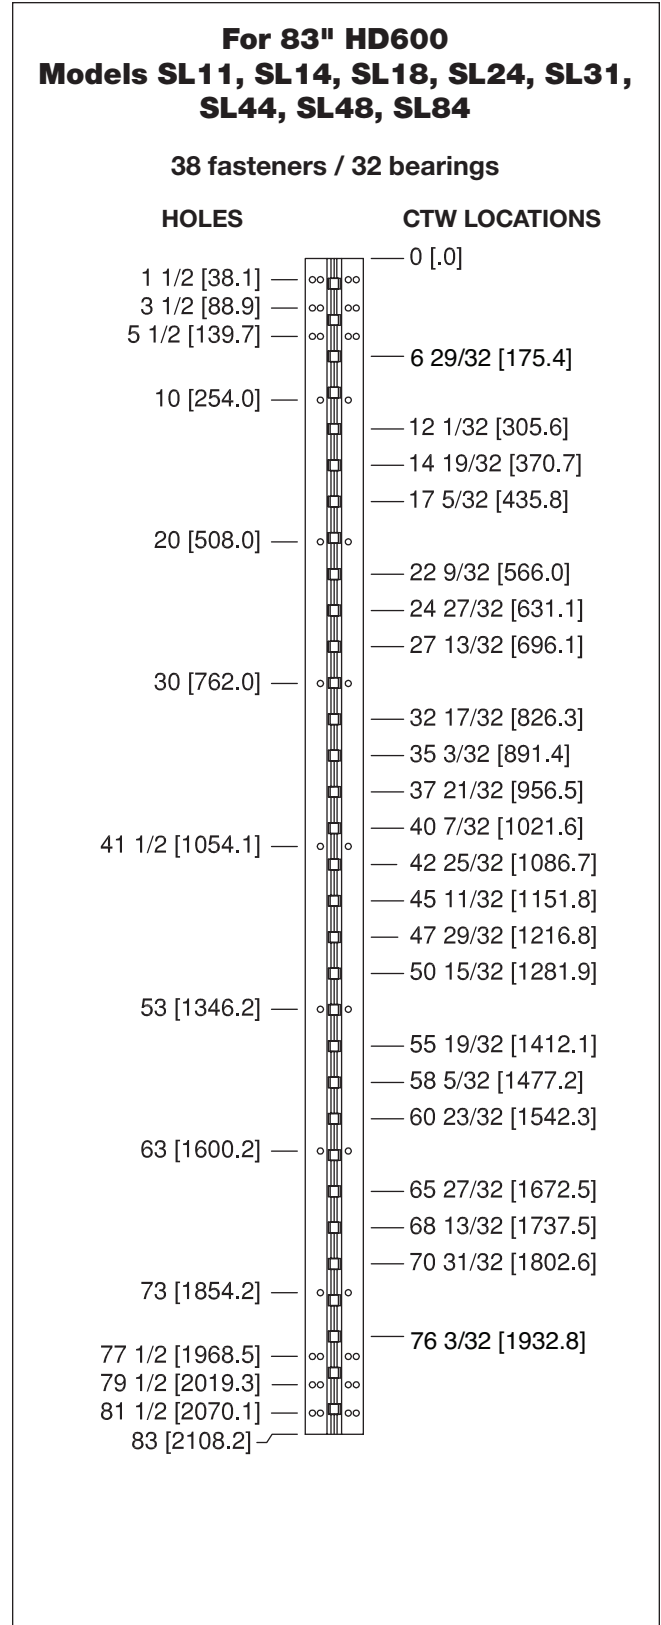 For 83" HD600
Models SL11, SL14, SL18, SL24, SL31,
SL44, SL48, SL84
38 fasteners / 32 bearings
HOLES
CTW LOCATIONS
0 [.0]
1 1/2 [38.1]
3 1/2 [88.9]
5 1/2 [139.7]
6 29/32 [175.4]
10 [254.0]
12 1/32 [305.6]
14 19/32 [370.7]
17 5/32 [435.8]
20 [508.0]
22 9/32 [566.0]
24 27/32 [631.1]
27 13/32 [696.1]
30 [762.0]
32 17/32 [826.3]
35 3/32 [891.4]
37 21/32 [956.5]
40 7/32 [1021.6]
41 1/2 [1054.1]
42 25/32 [1086.7]
45 11/32 [1151.8]
47 29/32 [1216.8]
50 15/32 [1281.9]
53 [1346.2]
55 19/32 [1412.1]
58 5/32 [1477.2]
60 23/32 [1542.3]
63 [1600.2]
65 27/32 [1672.5]
68 13/32 [1737.5]
70 31/32 [1802.6]
73 [1854.2]
76 3/32 [1932.8]
77 1/2 [1968.5]
79 1/2 [2019.3]
81 1/2 [2070.1]
83 [2108.2]